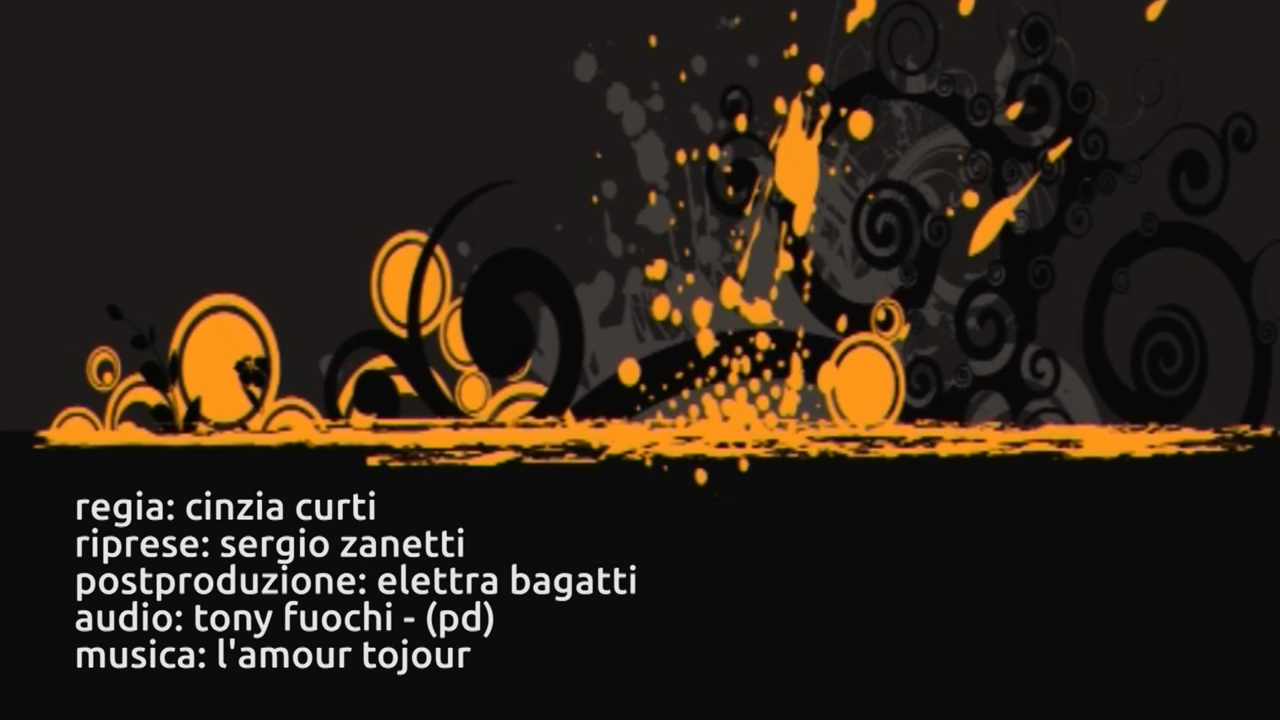 regia: cinzia curti
riprese: sergio zanetti
postproduzione: elettra bagatti
audio: tony fuochi - (pd)
musica: l'amour tojour